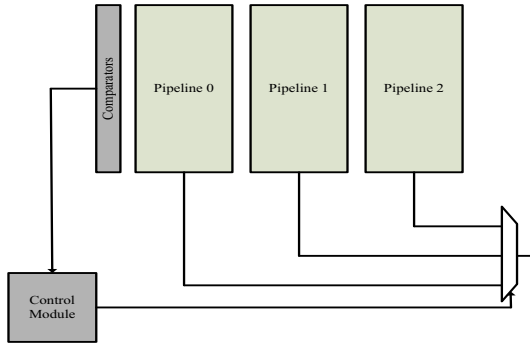 Comparators
Pipeline 0
Pipeline 1
Pipeline 2
Control
Module